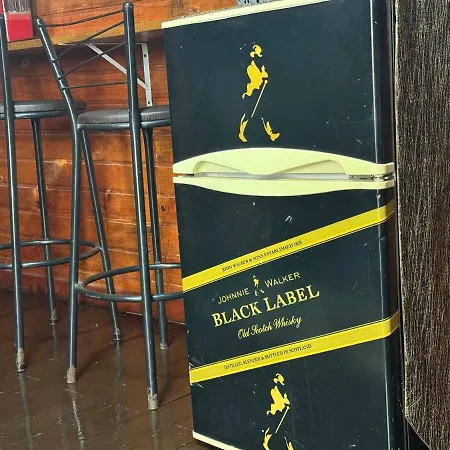 JOHN WALKER & SONS ESTABLISHED 1820
JOHNNIE WALKER
BLACK LABEL
Old Scotch Whisky
DISTILLED, BLENDED & BOTTLED IN SCOTLAND